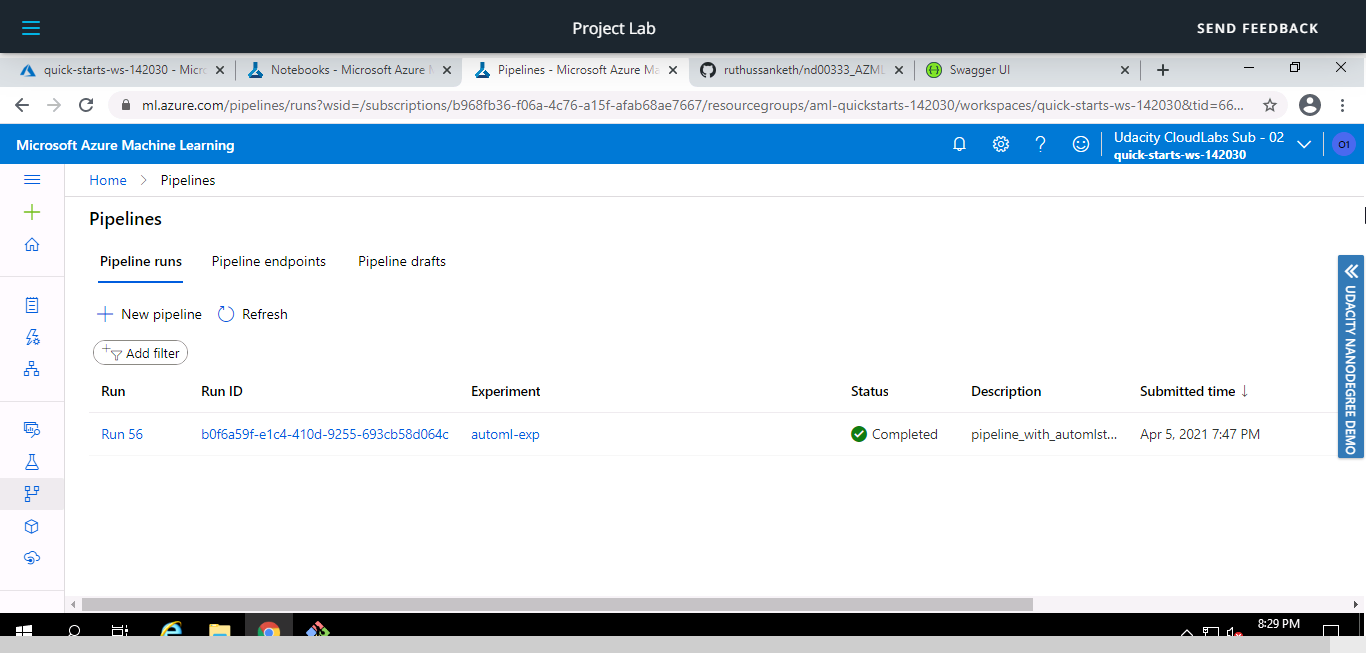 Project Lab
SEND FEEDBACK
quick-starts-ws-142030 - Micr
Notebooks - Microsoft Azure M
Pipelines - Microsoft Azure Ma
ruthussanketh/nd00333_AZML
Swagger UI
ml.azure.com/pipelines/runs?wsid=/subscriptions/b968fb36-f06a-4c76-a15f-afab68ae7667/resourcegroups/aml-quickstarts-142030/workspaces/quick-starts-ws-142030&tid=66...
Microsoft Azure Machine Learning
Udacity CloudLabs Sub - 02
quick-starts-ws-142030
O1
Home > Pipelines
Pipelines
Pipeline runs Pipeline endpoints Pipeline drafts
New pipeline Refresh
Add filter
Run Run ID Experiment Status Description Submitted time ↓
Run 56 b0f6a59f-e1c4-410d-9255-693cb58d064c automl-exp Completed pipeline_with_automlst... Apr 5, 2021 7:47 PM
UDACITY NANODEGREE DEMO
8:29 PM